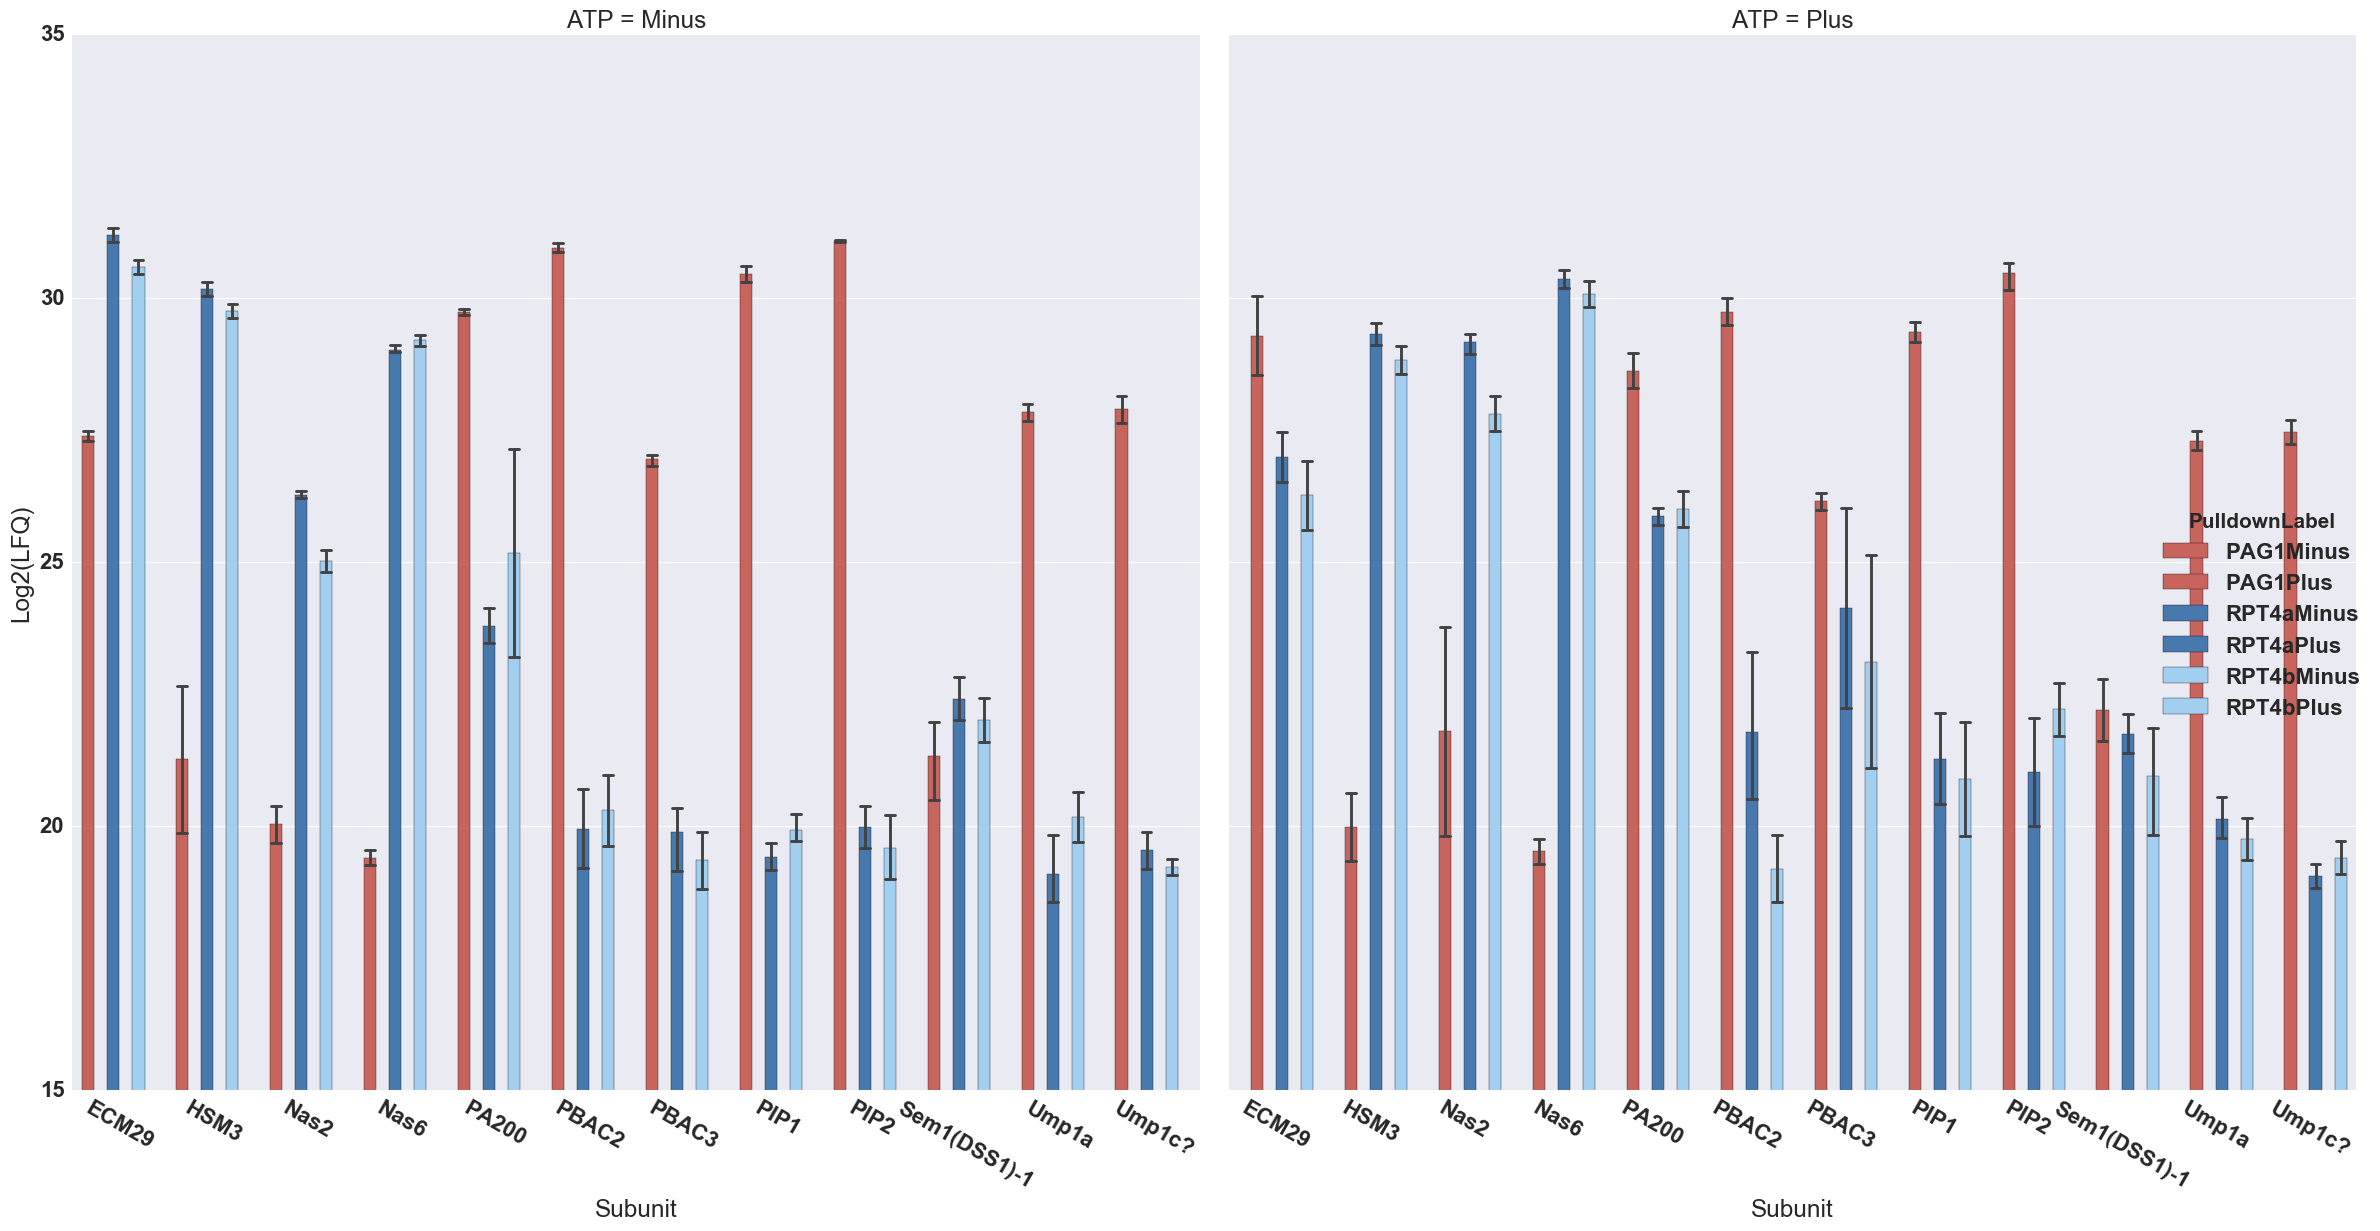 ATP = Minus
ATP = Plus
35
30
25
20
15
Log2(LFQ)
PulldownLabel
PAG1Minus
PAG1Plus
RPT4aMinus
RPT4aPlus
RPT4bMinus
RPT4bPlus
ECM29 HSM3 Nas2 Nas6 PA200 PBAC2 PBAC3 PIP1 PIP2 Sem1(DSS1)-1 Ump1a Ump1c?
ECM29 HSM3 Nas2 Nas6 PA200 PBAC2 PBAC3 PIP1 PIP2 Sem1(DSS1)-1 Ump1a Ump1c?
Subunit
Subunit